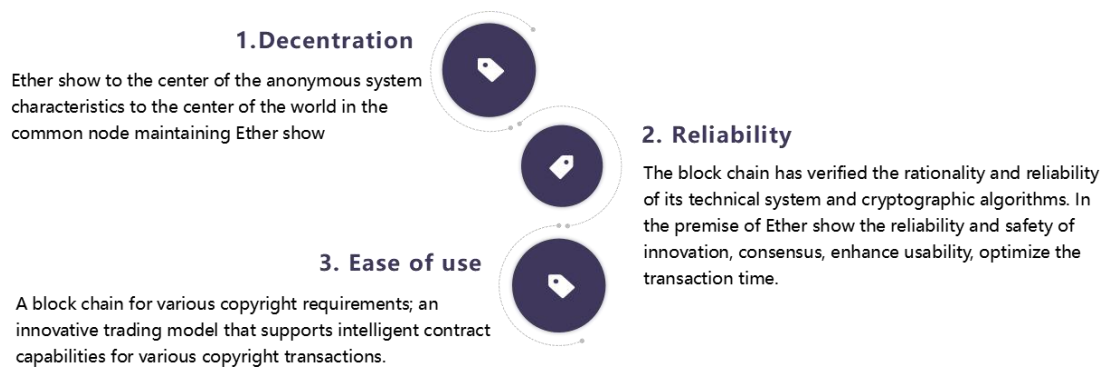 1.Decentration
Ether show to the center of the anonymous system
characteristics to the center of the world in the
common node maintaining Ether show
2. Reliability
The block chain has verified the rationality and reliability
of its technical system and cryptographic algorithms. In
the premise of Ether show the reliability and safety of
innovation, consensus, enhance usability, optimize the
transaction time.
3. Ease of use
A block chain for various copyright requirements; an
innovative trading model that supports intelligent contract
capabilities for various copyright transactions.